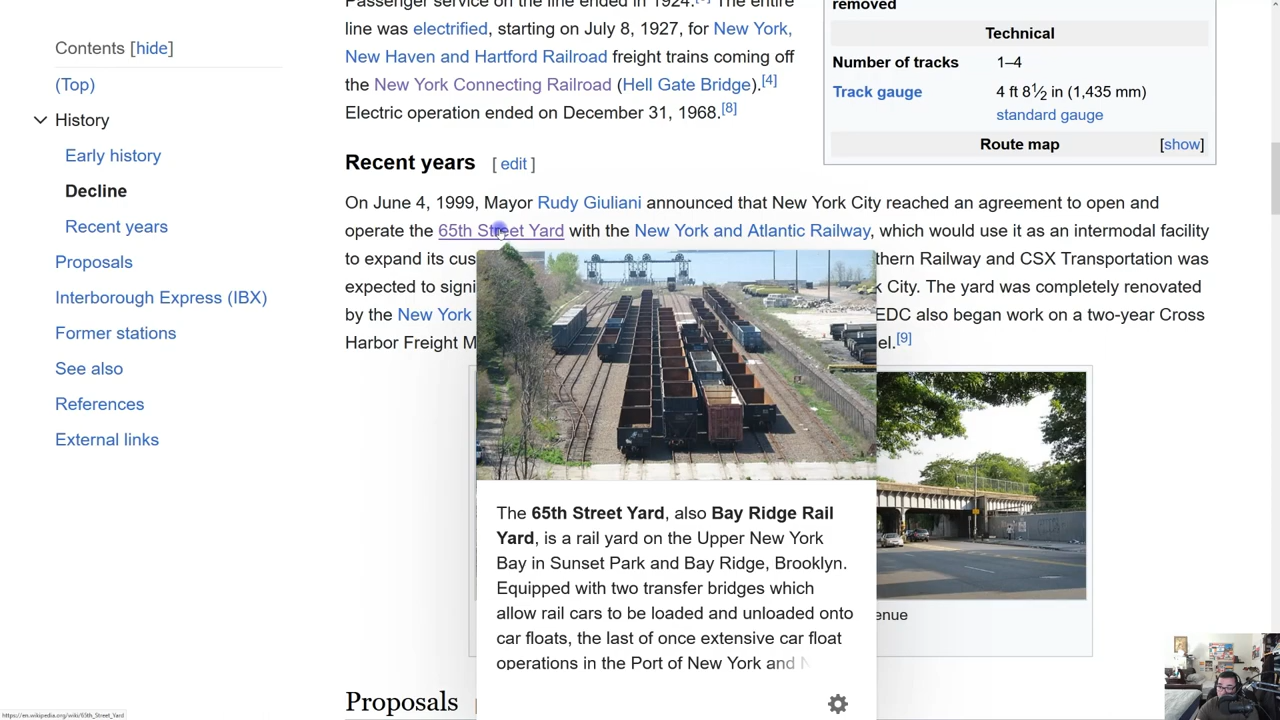 Contents [hide]
(Top)
History
Early history
Decline
Recent years
Proposals
Interborough Express (IBX)
Former stations
See also
References
External links
Passenger service on the line ended in 1924.[ ] The entire
line was electrified, starting on July 8, 1927, for New York,
New Haven and Hartford Railroad freight trains coming off
the New York Connecting Railroad (Hell Gate Bridge).[4]
Electric operation ended on December 31, 1968.[8]
removed
Technical
Number of tracks 1–4
Track gauge 4 ft 8 1⁄2 in (1,435 mm)
standard gauge
Route map [show]
Recent years [ edit ]
On June 4, 1999, Mayor Rudy Giuliani announced that New York City reached an agreement to open and
operate the 65th Street Yard with the New York and Atlantic Railway, which would use it as an intermodal facility
to expand its cus thern Railway and CSX Transportation was
expected to signi k City. The yard was completely renovated
by the New York EDC also began work on a two-year Cross
Harbor Freight M el.[9]
The 65th Street Yard, also Bay Ridge Rail
Yard, is a rail yard on the Upper New York
Bay in Sunset Park and Bay Ridge, Brooklyn.
Equipped with two transfer bridges which
allow rail cars to be loaded and unloaded onto
car floats, the last of once extensive car float
operations in the Port of New York and N
enue
Proposals
https://en.wikipedia.org/wiki/65th_Street_Yard